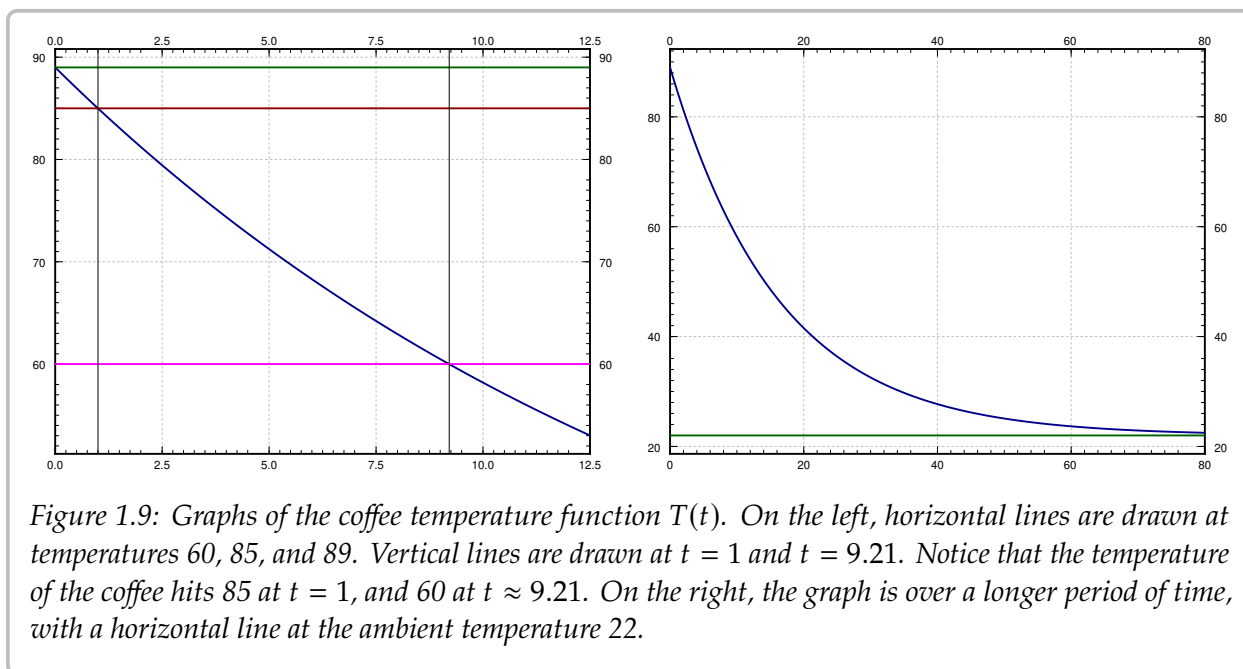 0.0 2.5 5.0 7.5 10.0 12.5
90 90
80 80
70 70
60 60
0.0 2.5 5.0 7.5 10.0 12.5
0 20 40 60 80
80 80
60 60
40 40
20 20
0 20 40 60 80
Figure 1.9: Graphs of the coffee temperature function T(t). On the left, horizontal lines are drawn at
temperatures 60, 85, and 89. Vertical lines are drawn at t = 1 and t = 9.21. Notice that the temperature
of the coffee hits 85 at t = 1, and 60 at t ≈ 9.21. On the right, the graph is over a longer period of time,
with a horizontal line at the ambient temperature 22.